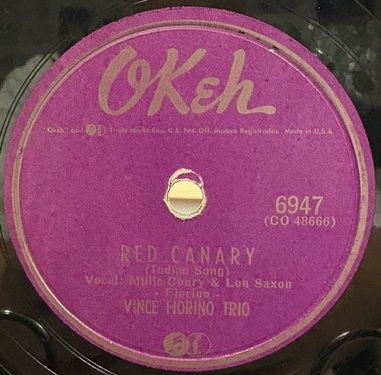 OKeh
"Okeh" and Trade Marks Reg. U.S. Pat. Off. Marcas Registradas. Made in U.S.A.
6947
(CO 48666)
RED CANARY
(Indian Song)
Vocal: Millie Coury & Lou Saxon
- Fiorino -
VINCE FIORINO TRIO